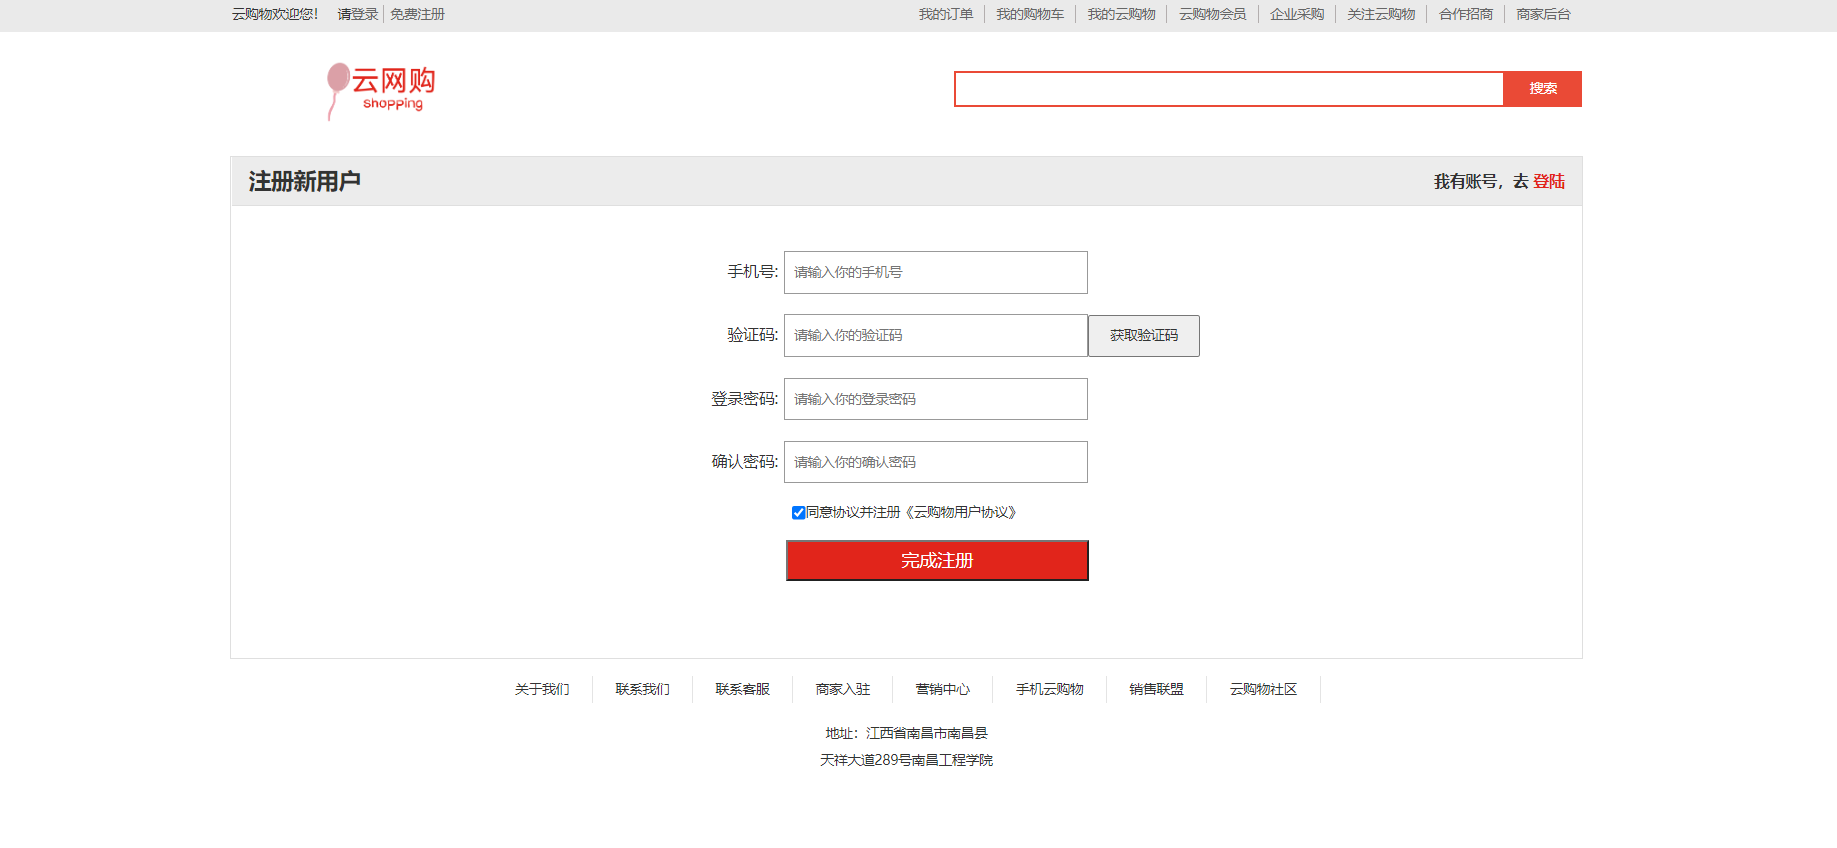 云购物欢迎您！ 请登录 免费注册 我的订单 我的购物车 我的云购物 云购物会员 企业采购 关注云购物 合作招商 商家后台
云网购
shopping
搜索
注册新用户 我有账号，去 登陆
手机号: 请输入你的手机号
验证码: 请输入你的验证码 获取验证码
登录密码: 请输入你的登录密码
确认密码: 请输入你的确认密码
同意协议并注册《云购物用户协议》
完成注册
关于我们 联系我们 联系客服 商家入驻 营销中心 手机云购物 销售联盟 云购物社区
地址：江西省南昌市南昌县
天祥大道289号南昌工程学院